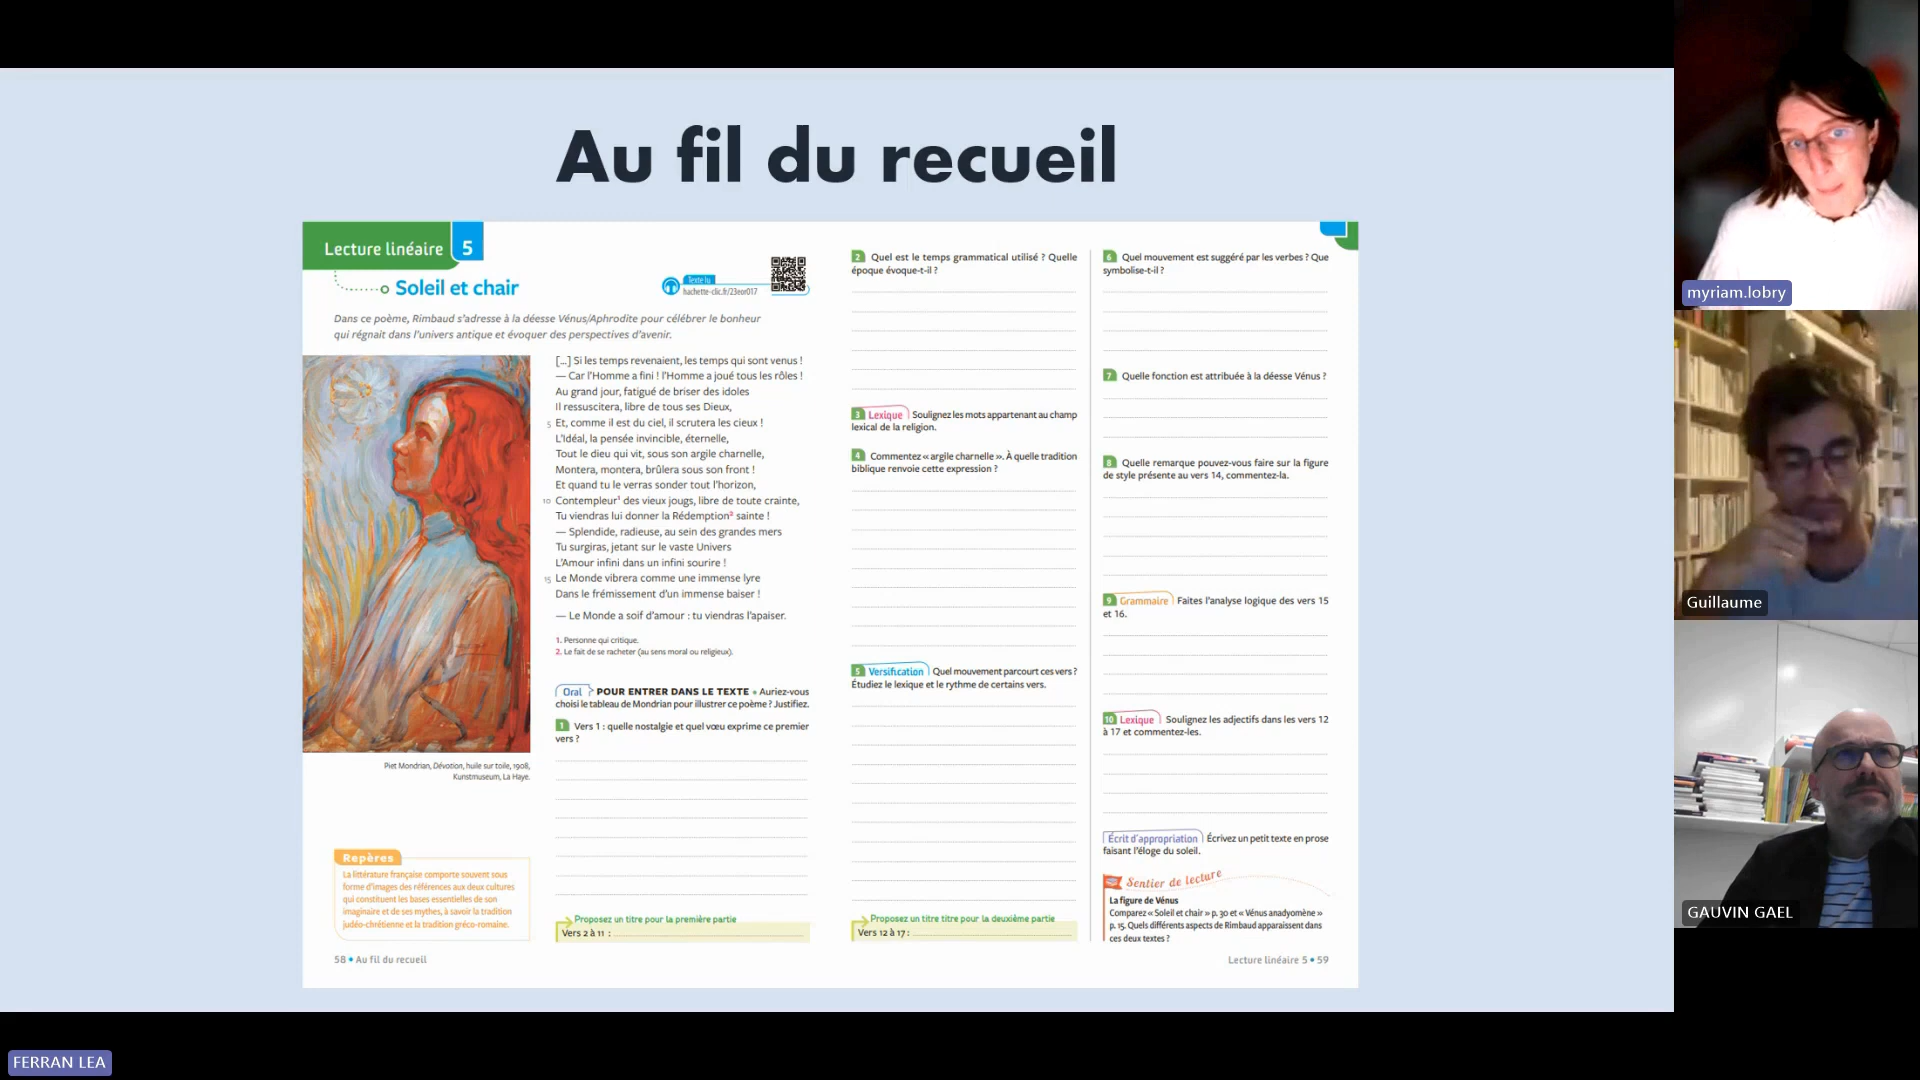 Au fil du recueil
Lecture linéaire 5
Soleil et chair
Texte lu
hachette-clic.fr/23eor017
Dans ce poème, Rimbaud s'adresse à la déesse Vénus/Aphrodite pour célébrer le bonheur
qui régnait dans l'univers antique et évoquer des perspectives d'avenir.
[...] Si les temps revenaient, les temps qui sont venus !
— Car l'Homme a fini ! l'Homme a joué tous les rôles !
Au grand jour, fatigué de briser des idoles
Il ressuscitera, libre de tous ses Dieux,
5 Et, comme il est du ciel, il scrutera les cieux !
L'Idéal, la pensée invincible, éternelle,
Tout le dieu qui vit, sous son argile charnelle,
Montera, montera, brûlera sous son front !
Et quand tu le verras sonder tout l'horizon,
10 Contempleur¹ des vieux jougs, libre de toute crainte,
Tu viendras lui donner la Rédemption² sainte !
— Splendide, radieuse, au sein des grandes mers
Tu surgiras, jetant sur le vaste Univers
L'Amour infini dans un infini sourire !
15 Le Monde vibrera comme une immense lyre
Dans le frémissement d'un immense baiser !
— Le Monde a soif d'amour : tu viendras l'apaiser.
1. Personne qui critique.
2. Le fait de se racheter (au sens moral ou religieux).
Piet Mondrian, Dévotion, huile sur toile, 1908,
Kunstmuseum, La Haye.
Repères
La littérature française comporte souvent sous
forme d'images des références aux deux cultures
qui constituent les bases essentielles de son
imaginaire et de ses mythes, à savoir la tradition
judéo-chrétienne et la tradition gréco-romaine.
Oral POUR ENTRER DANS LE TEXTE • Auriez-vous
choisi le tableau de Mondrian pour illustrer ce poème ? Justifiez.
1 Vers 1 : quelle nostalgie et quel vœu exprime ce premier
vers ?
Proposez un titre pour la première partie
Vers 2 à 11 :
58 • Au fil du recueil
2 Quel est le temps grammatical utilisé ? Quelle
époque évoque-t-il ?
3 Lexique Soulignez les mots appartenant au champ
lexical de la religion.
4 Commentez « argile charnelle ». À quelle tradition
biblique renvoie cette expression ?
5 Versification Quel mouvement parcourt ces vers ?
Étudiez le lexique et le rythme de certains vers.
Proposez un titre titre pour la deuxième partie
Vers 12 à 17 :
6 Quel mouvement est suggéré par les verbes ? Que
symbolise-t-il ?
7 Quelle fonction est attribuée à la déesse Vénus ?
8 Quelle remarque pouvez-vous faire sur la figure
de style présente au vers 14, commentez-la.
9 Grammaire Faites l'analyse logique des vers 15
et 16.
10 Lexique Soulignez les adjectifs dans les vers 12
à 17 et commentez-les.
Écrit d'appropriation Écrivez un petit texte en prose
faisant l'éloge du soleil.
Sentier de lecture
La figure de Vénus
Comparez « Soleil et chair » p. 30 et « Vénus anadyomène »
p. 15. Quels différents aspects de Rimbaud apparaissent dans
ces deux textes ?
Lecture linéaire 5 • 59
myriam.lobry
Guillaume
GAUVIN GAEL
FERRAN LEA